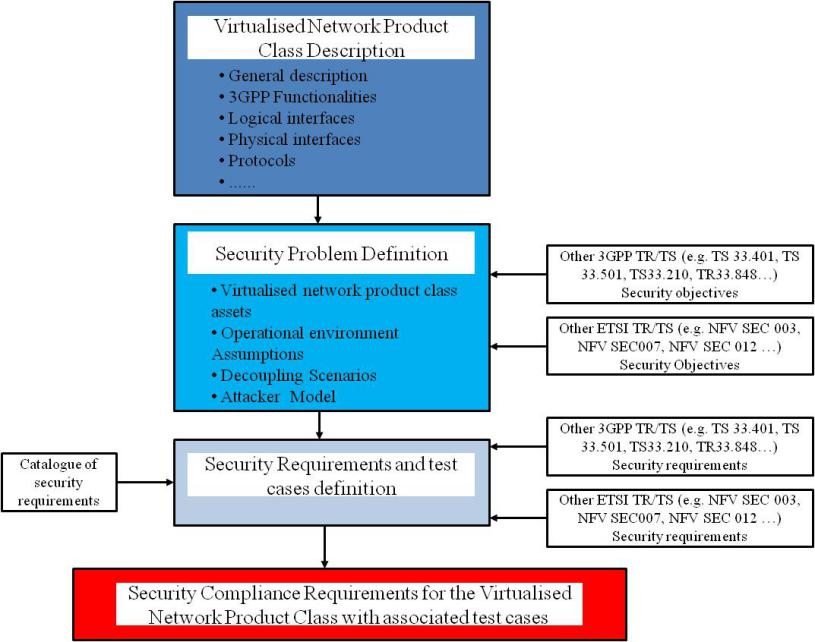 Virtualised Network Product
Class Description
• General description
• 3GPP Functionalities
• Logical interfaces
• Physical interfaces
• Protocols
• ......
Security Problem Definition
• Virtualised network product class
assets
• Operational environment
Assumptions
• Decoupling Scenarios
• Attacker Model
Other 3GPP TR/TS (e.g. TS 33.401, TS
33.501, TS33.210, TR33.848…)
Security objectives
Other ETSI TR/TS (e.g. NFV SEC 003,
NFV SEC007, NFV SEC 012 …)
Security Objectives
Catalogue of
security
requirements
Security Requirements and test
cases definition
Other 3GPP TR/TS (e.g. TS 33.401, TS
33.501, TS33.210, TR33.848…)
Security requirements
Other ETSI TR/TS (e.g. NFV SEC 003,
NFV SEC007, NFV SEC 012 …)
Security requirements
Security Compliance Requirements for the Virtualised
Network Product Class with associated test cases